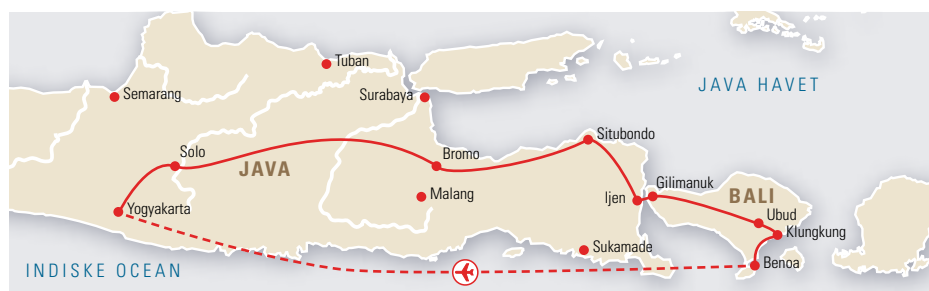 Tuban
JAVA HAVET
Semarang
Surabaya
Situbondo
Solo
Bromo
JAVA
Gilimanuk
Malang
Ijen
BALI
Yogyakarta
Ubud
Klungkung
Sukamade
Benoa
INDISKE OCEAN